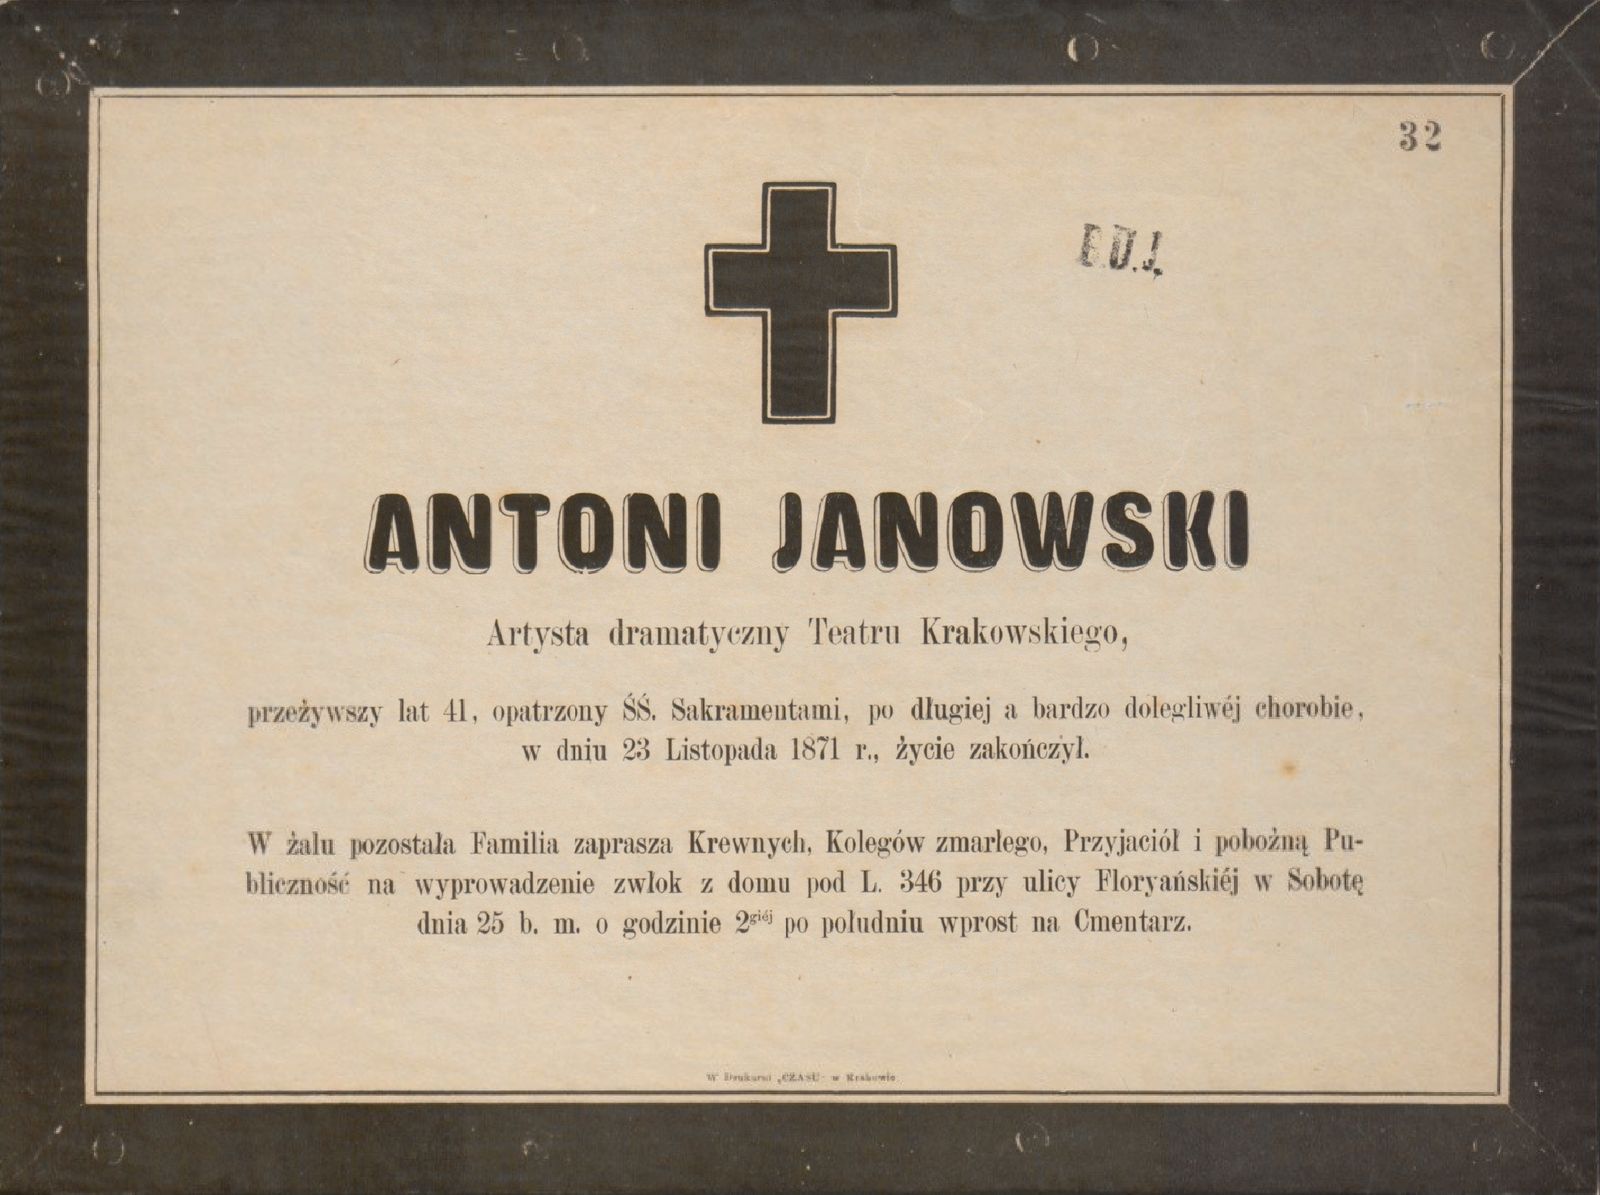 32
B.U.J.
ANTONI JANOWSKI
Artysta dramatyczny Teatru Krakowskiego,
przeżywszy lat 41, opatrzony ŚŚ. Sakramentami, po długiej a bardzo dolegliwéj chorobie,
w dniu 23 Listopada 1871 r., życie zakończył.
W żalu pozostała Familia zaprasza Krewnych, Kolegów zmarłego, Przyjaciół i pobożną Pu-
bliczność na wyprowadzenie zwłok z domu pod L. 346 przy ulicy Floryańskiéj w Sobotę
dnia 25 b. m. o godzinie 2giéj po południu wprost na Cmentarz.
W Drukarni „CZASU" w Krakowie.